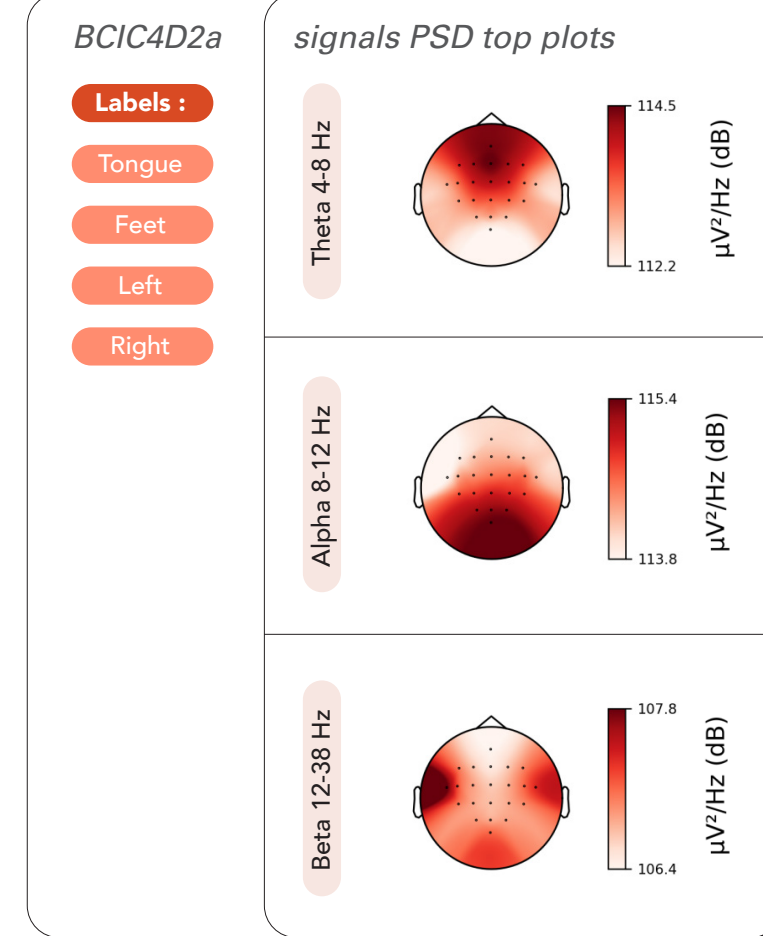 BCIC4D2a
Labels :
Tongue
Feet
Left
Right
signals PSD top plots
Theta 4-8 Hz
114.5
112.2
µV²/Hz (dB)
Alpha 8-12 Hz
115.4
113.8
µV²/Hz (dB)
Beta 12-38 Hz
107.8
106.4
µV²/Hz (dB)